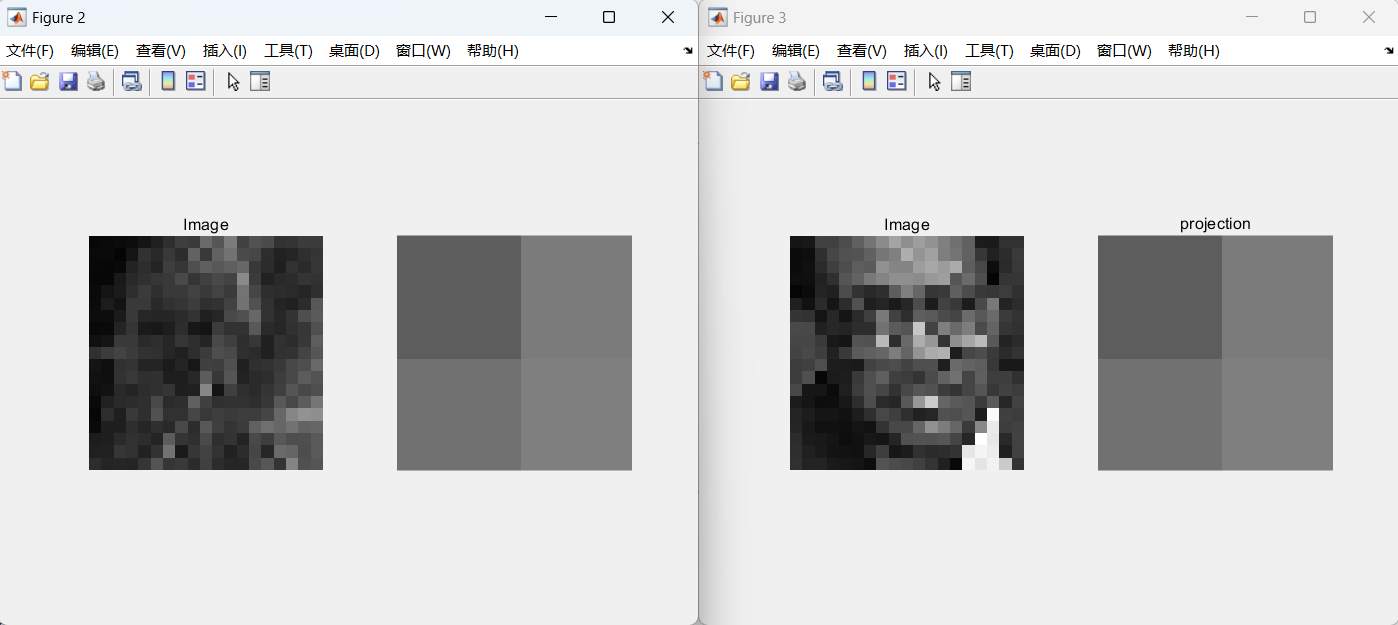 Figure 2
文件(F) 编辑(E) 查看(V) 插入(I) 工具(T) 桌面(D) 窗口(W) 帮助(H)
Image
Figure 3
文件(F) 编辑(E) 查看(V) 插入(I) 工具(T) 桌面(D) 窗口(W) 帮助(H)
Image
projection